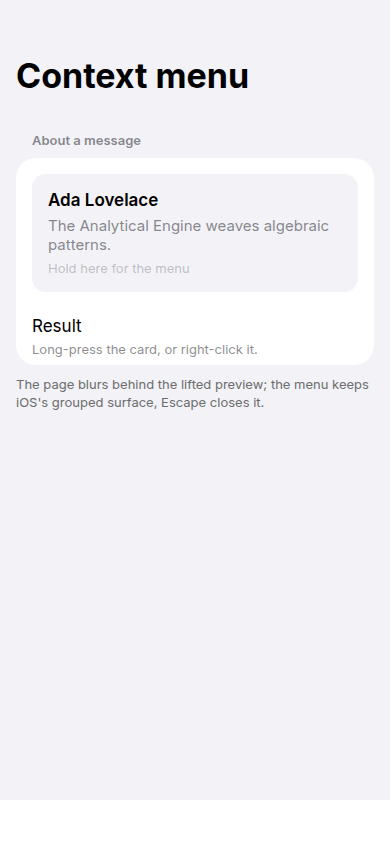 Context menu
About a message
Ada Lovelace
The Analytical Engine weaves algebraic
patterns.
Hold here for the menu
Result
Long-press the card, or right-click it.
The page blurs behind the lifted preview; the menu keeps
iOS's grouped surface, Escape closes it.